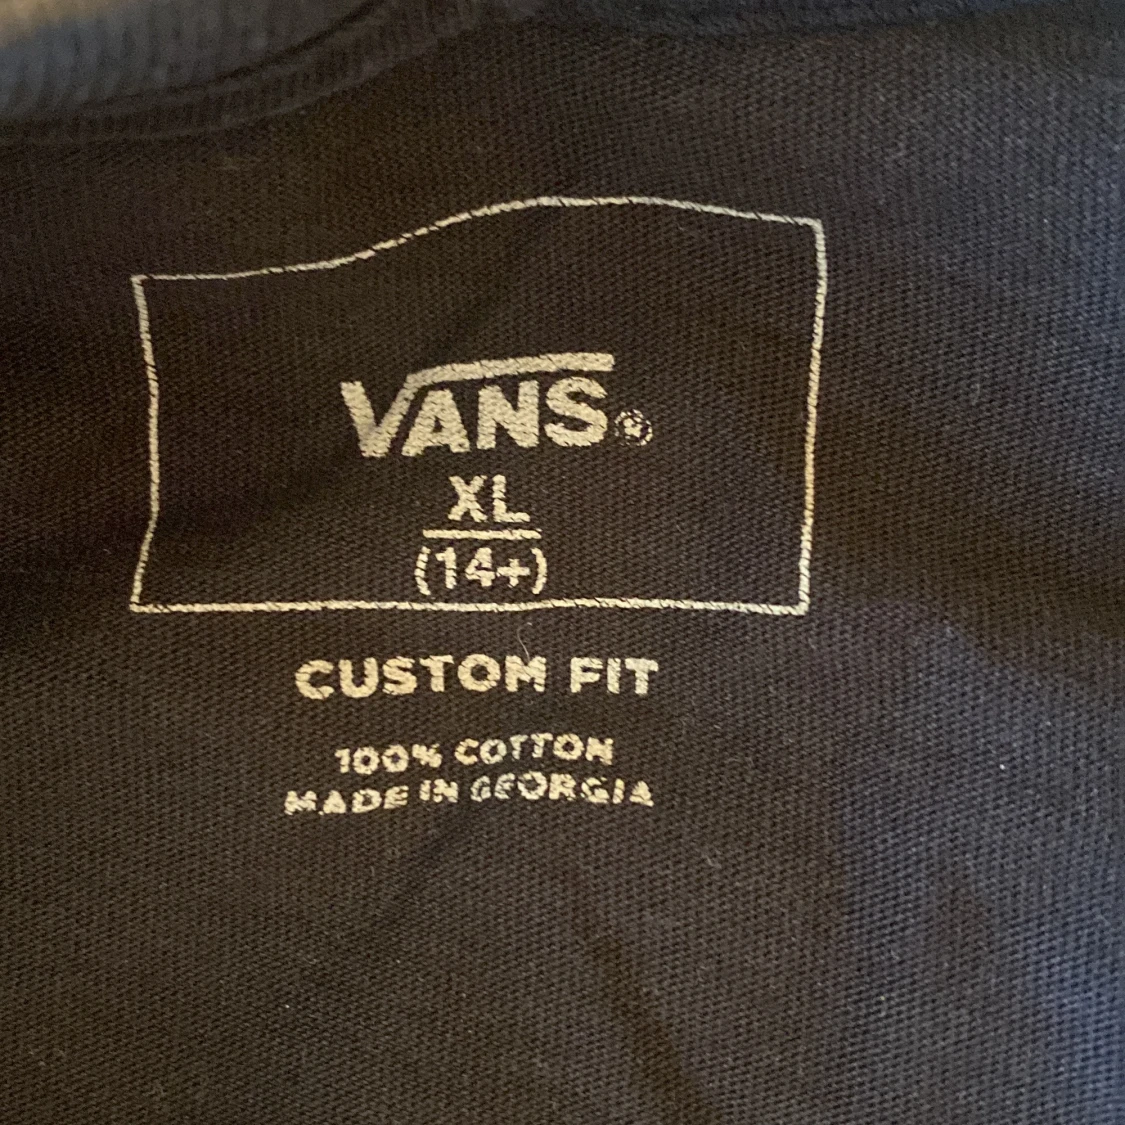 VANS®
XL
(14+)
CUSTOM FIT
100% COTTON
MADE IN GEORGIA